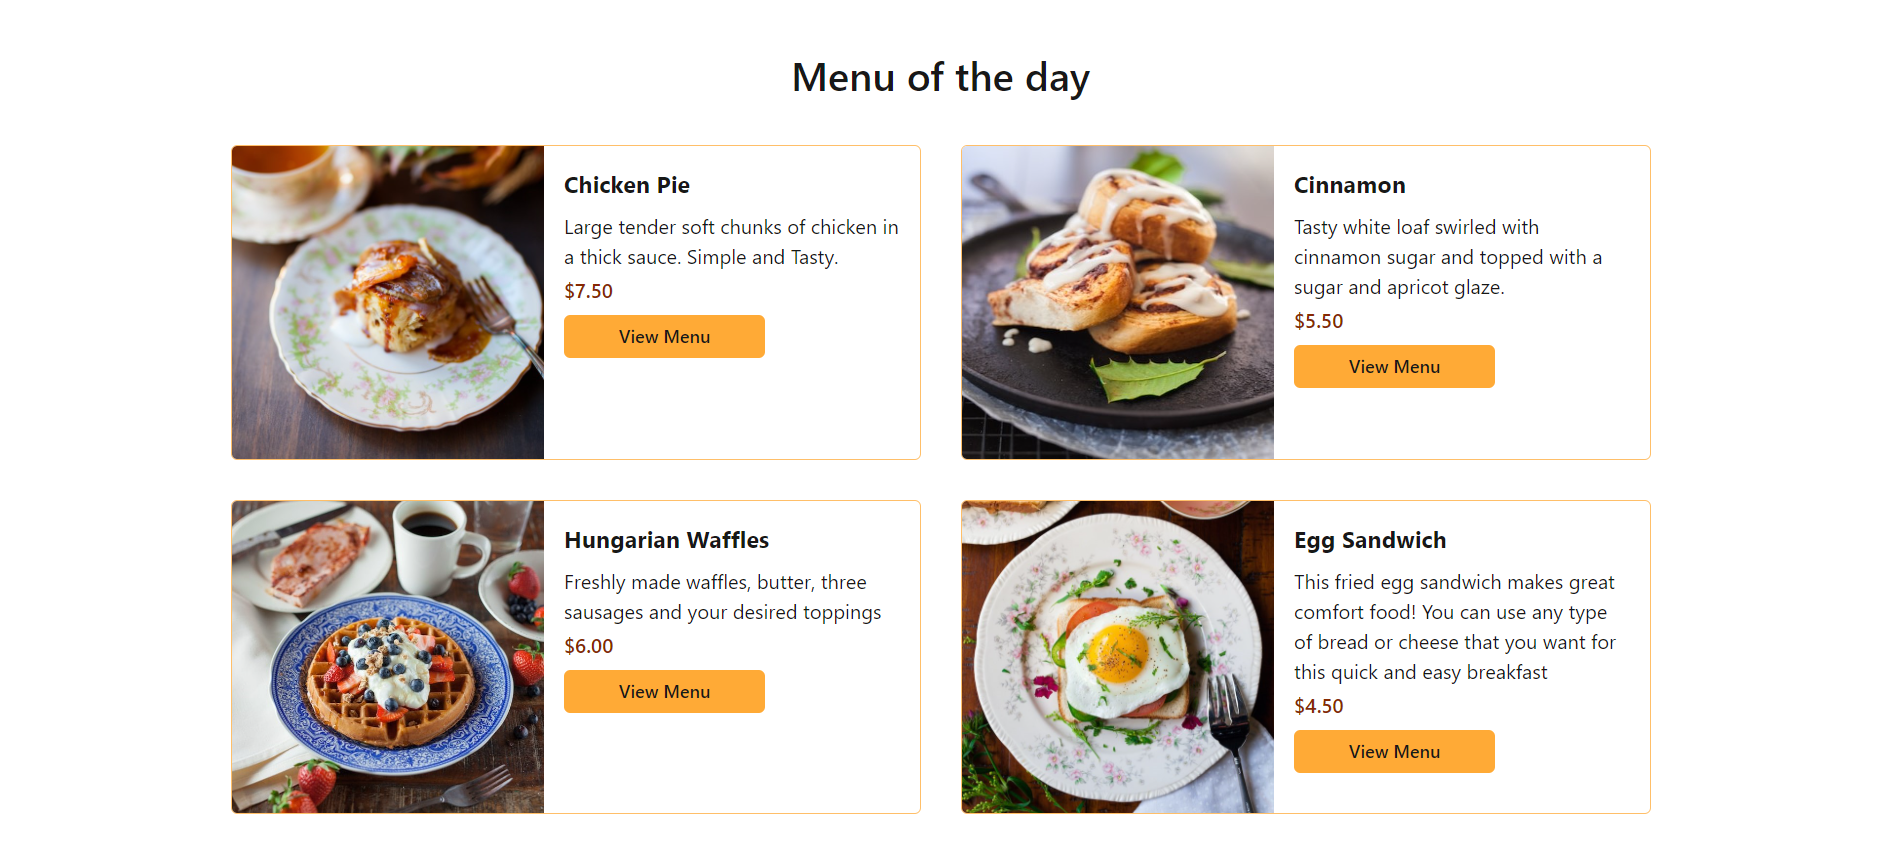 Menu of the day
Chicken Pie
Large tender soft chunks of chicken in
a thick sauce. Simple and Tasty.
$7.50
View Menu
Cinnamon
Tasty white loaf swirled with
cinnamon sugar and topped with a
sugar and apricot glaze.
$5.50
View Menu
Hungarian Waffles
Freshly made waffles, butter, three
sausages and your desired toppings
$6.00
View Menu
Egg Sandwich
This fried egg sandwich makes great
comfort food! You can use any type
of bread or cheese that you want for
this quick and easy breakfast
$4.50
View Menu